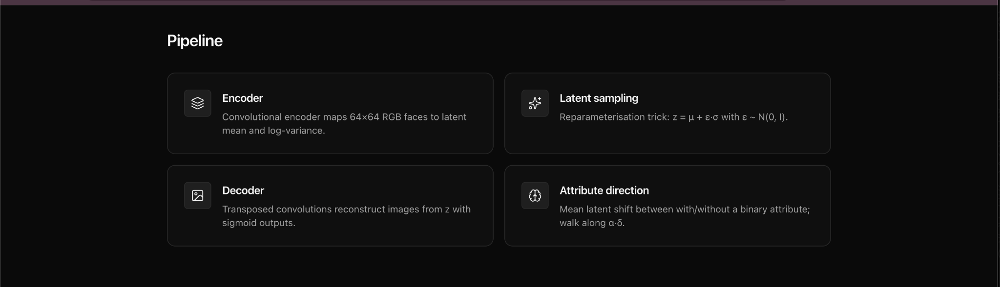 Pipeline
Encoder
Convolutional encoder maps 64×64 RGB faces to latent
mean and log-variance.
Latent sampling
Reparameterisation trick: z = μ + ε·σ with ε ~ N(0, I).
Decoder
Transposed convolutions reconstruct images from z with
sigmoid outputs.
Attribute direction
Mean latent shift between with/without a binary attribute;
walk along α·δ.